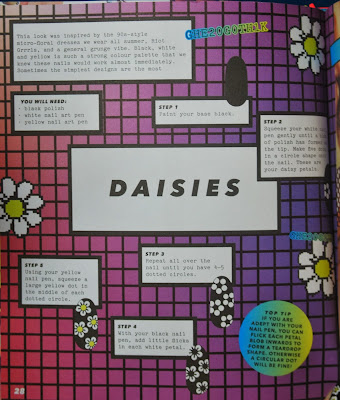 This look was inspired by the 90s-style
micro-floral dresses we wear all summer, Riot
Grrrls, and a general grunge vibe. Black, white
and yellow is such a strong colour palette that we
knew these nails would work almost immediately.
Sometimes the simplest designs are the most
GHE20G0TH1K
YOU WILL NEED:
- black polish
- white nail art pen
- yellow nail art pen
STEP 1
Paint your base black.
STEP 2
Squeeze your white
pen gently until a
of polish has formed
the tip. Make five
in a circle shape
the nail. These are
your daisy petals.
DAISIES
GHE20G0TH
STEP 3
Repeat all over the
nail until you have 4-5
dotted circles.
STEP 5
Using your yellow
nail pen, squeeze a
large yellow dot in
the middle of each
dotted circle.
STEP 4
With your black nail
pen, add little flicks
in each white petal.
TOP TIP
IF YOU ARE
ADEPT WITH YOUR
NAIL PEN, YOU CAN
FLICK EACH PETAL
BLOB INWARDS TO
FORM A TEARDROP
SHAPE. OTHERWISE
A CIRCULAR DOT
WILL BE FINE!
28